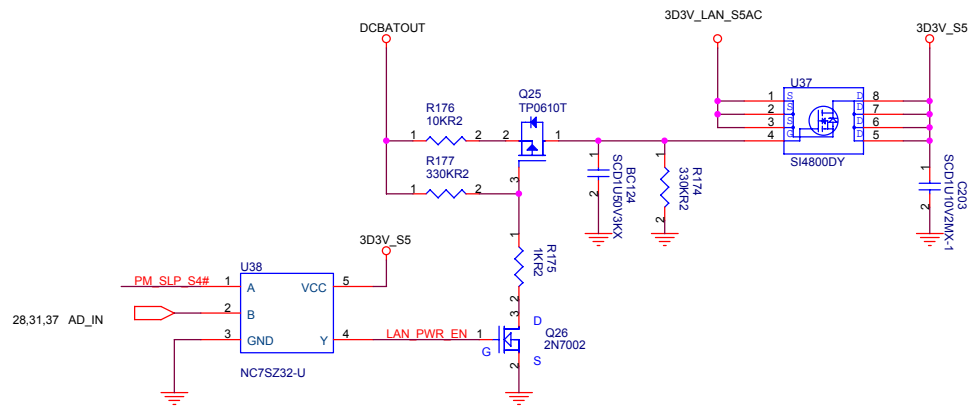 DCBATOUT
3D3V_LAN_S5AC
3D3V_S5
Q25
TP0610T
R176
10KR2
1 2 2 1
R177
330KR2
1 2 3
U37
1 S D 8
2 S D 7
3 S D 6
4 G D 5
SI4800DY
BC124
SCD1U50V3KX
1 2
R174
330KR2
1 2
C203
SCD1U10V2MX-1
1 2
R175
1KR2
1 2
3D3V_S5
U38
PM_SLP_S4# 1 A VCC 5
28,31,37 AD_IN 2 B
3 GND Y 4 LAN_PWR_EN 1 G
NC7SZ32-U
3 D
Q26
2N7002
2 S